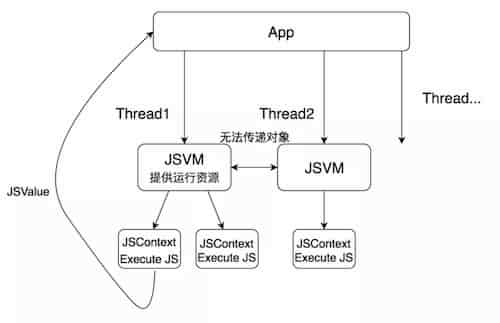 App
Thread1
Thread2
Thread...
无法传递对象
JSVM
提供运行资源
JSVM
JSValue
JSContext
Execute JS
JSContext
Execute JS
JSContext
Execute JS